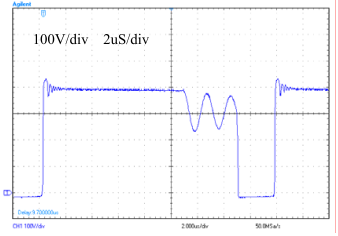 Agilent
100V/div 2uS/div
Delay:9.700000us
CH1 100V/div 2.000us/div 50.0MSa/s